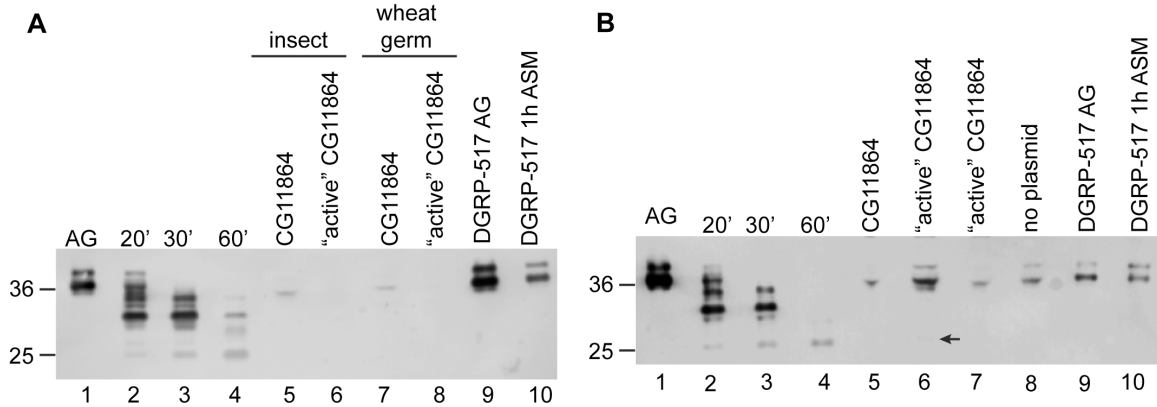 A
insect
wheat
germ
AG
20’
30’
60’
CG11864
“active” CG11864
CG11864
“active” CG11864
DGRP-517 AG
DGRP-517 1h ASM
36
25
1 2 3 4 5 6 7 8 9 10
B
AG
20’
30’
60’
CG11864
“active” CG11864
“active” CG11864
no plasmid
DGRP-517 AG
DGRP-517 1h ASM
36
25
1 2 3 4 5 6 7 8 9 10